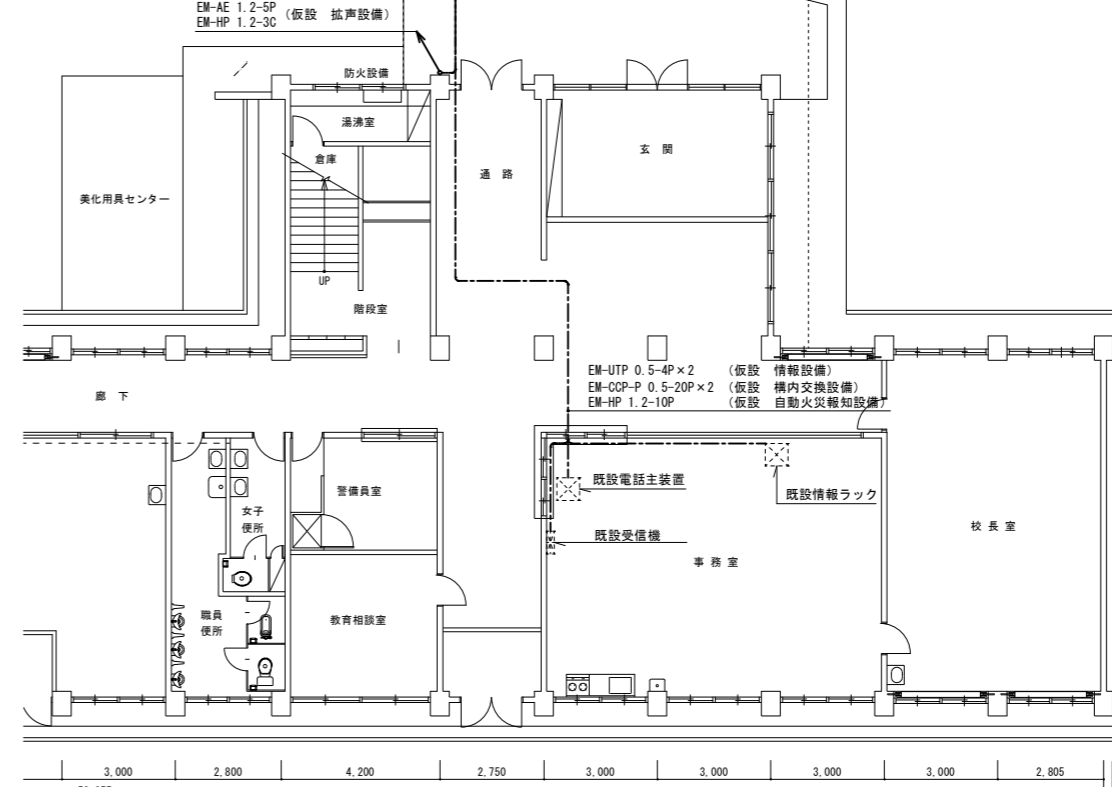 EM-AE 1.2-5P
EM-HP 1.2-3C
(仮設 拡声設備)
防火設備
湯沸室
倉庫
通 路
玄 関
美化用具センター
UP
階段室
EM-UTP 0.5-4P×2 (仮設 情報設備)
EM-CCP-P 0.5-20P×2 (仮設 構内交換設備)
EM-HP 1.2-10P (仮設 自動火災報知設備)
廊 下
既設電話主装置
既設情報ラック
警備員室
女子
便所
既設受信機
校 長 室
事 務 室
職員
便所
教育相談室
3,000 2,800 4,200 2,750 3,000 3,000 3,000 3,000 2,805